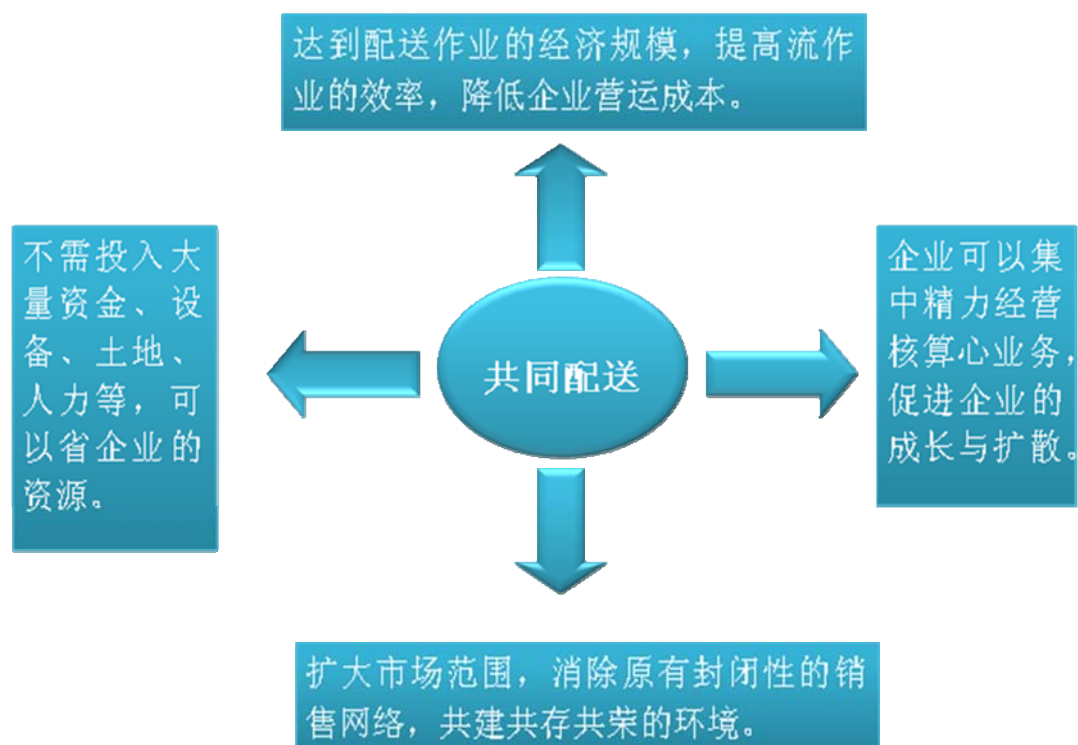 达到配送作业的经济规模，提高流作
业的效率，降低企业营运成本。
不需投入大
量资金、设
备、土地、
人力等，可
以省企业的
资源。
共同配送
企业可以集
中精力经营
核算心业务，
促进企业的
成长与扩散。
扩大市场范围，消除原有封闭性的销
售网络，共建共存共荣的环境。